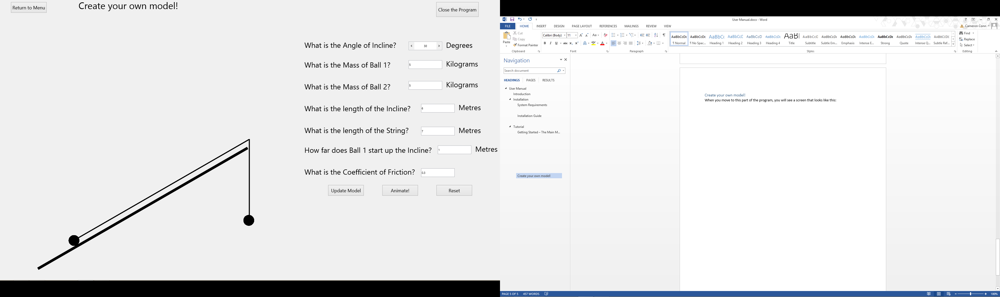 Return to Menu
Create your own model!
Close the Program
What is the Angle of Incline?
< 30 > Degrees
What is the Mass of Ball 1?
5 Kilograms
What is the Mass of Ball 2?
5 Kilograms
What is the length of the Incline?
6 Metres
What is the length of the String?
7 Metres
How far does Ball 1 start up the Incline?
1 Metres
What is the Coefficient of Friction?
0.3
Update Model
Animate!
Reset
User Manual.docx - Word
FILE HOME INSERT DESIGN PAGE LAYOUT REFERENCES MAILINGS REVIEW VIEW
Cameron Conn
Paste
Cut
Copy
Format Painter
Clipboard
Calibri (Body) 11
Font
Paragraph
AaBbCcDc AaBbCcDc AaBbCc AaBbCcE AaBbCcD AaBbCcDc AaBl AaBbCcE AaBbCcDc AaBbCcDc AaBbCcDc AaBbCcDc AaBbCcDc AaBbCcDc AABBCCDE
¶ Normal ¶ No Spac... Heading 1 Heading 2 Heading 3 Heading 4 Title Subtitle Subtle Em... Emphasis Intense E... Strong Quote Intense Q... Subtle Ref...
Styles
Find
Replace
Select
Editing
Navigation
Search document
HEADINGS PAGES RESULTS
User Manual
Introduction
Installation
System Requirements
Installation Guide
Tutorial
Getting Started – The Main M...
Create your own model!
Create your own model!
When you move to this part of the program, you will see a screen that looks like this:
PAGE 5 OF 5 457 WORDS
100%